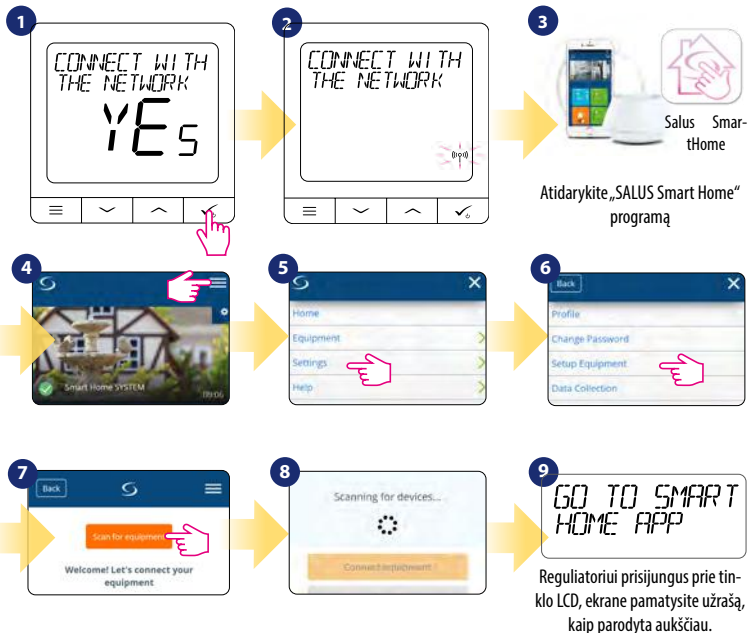 1
CONNECT WITH
THE NETWORK
YES
2
CONNECT WITH
THE NETWORK
3
Salus Smar-
tHome
Atidarykite „SALUS Smart Home“
programą
4
Smart Home SYSTEM
09:06
5
Home
Equipment
Settings
Help
6
Back
Profile
Change Password
Setup Equipment
Data Collection
7
Back
Scan for equipment
Welcome! Let's connect your
equipment
8
Scanning for devices...
Connect equipment
9
GO TO SMART
HOME APP
Reguliatoriui prisijungus prie tin-
klo LCD, ekrane pamatysite užrašą,
kaip parodyta aukščiau.